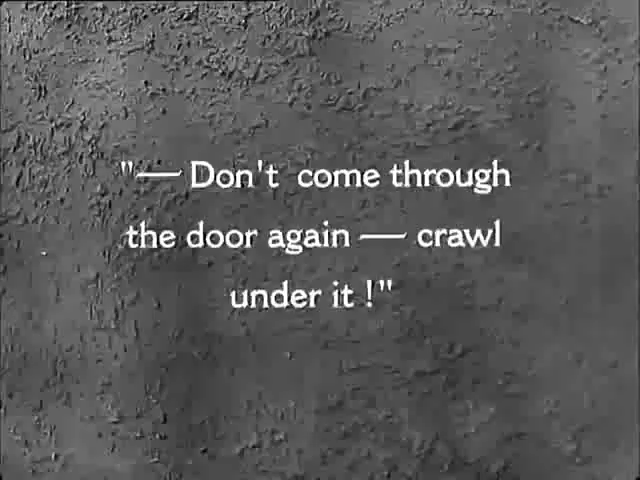 "— Don't come through
the door again — crawl
under it !"